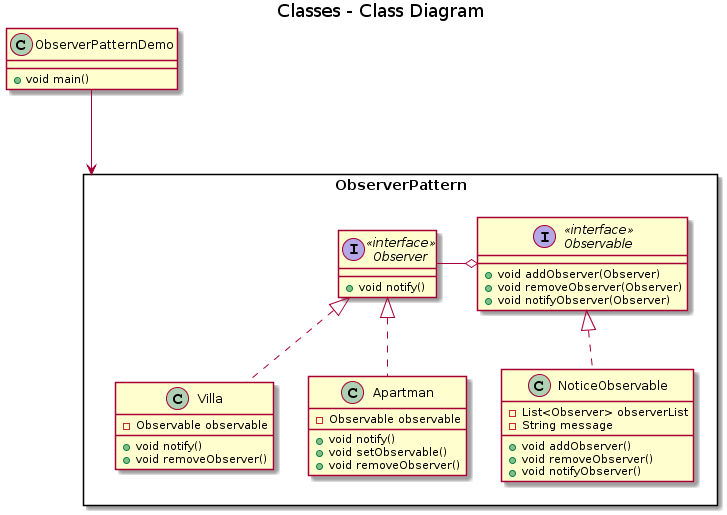 Classes - Class Diagram
C ObserverPatternDemo
void main()
ObserverPattern
I «interface»
Observer
void notify()
I «interface»
Observable
void addObserver(Observer)
void removeObserver(Observer)
void notifyObserver(Observer)
C Villa
Observable observable
void notify()
void removeObserver()
C Apartman
Observable observable
void notify()
void setObservable()
void removeObserver()
C NoticeObservable
List<Observer> observerList
String message
void addObserver()
void removeObserver()
void notifyObserver()